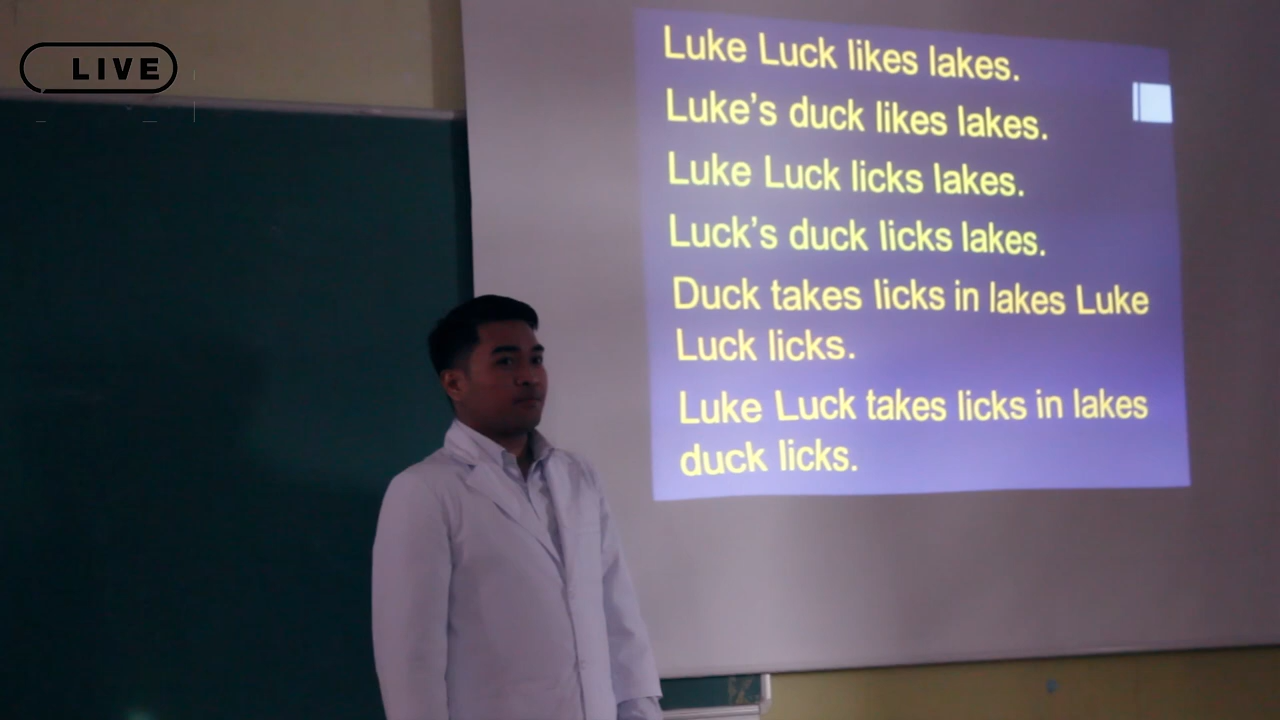 LIVE
Luke Luck likes lakes.
Luke's duck likes lakes.
Luke Luck licks lakes.
Luck's duck licks lakes.
Duck takes licks in lakes Luke
Luck licks.
Luke Luck takes licks in lakes
duck licks.